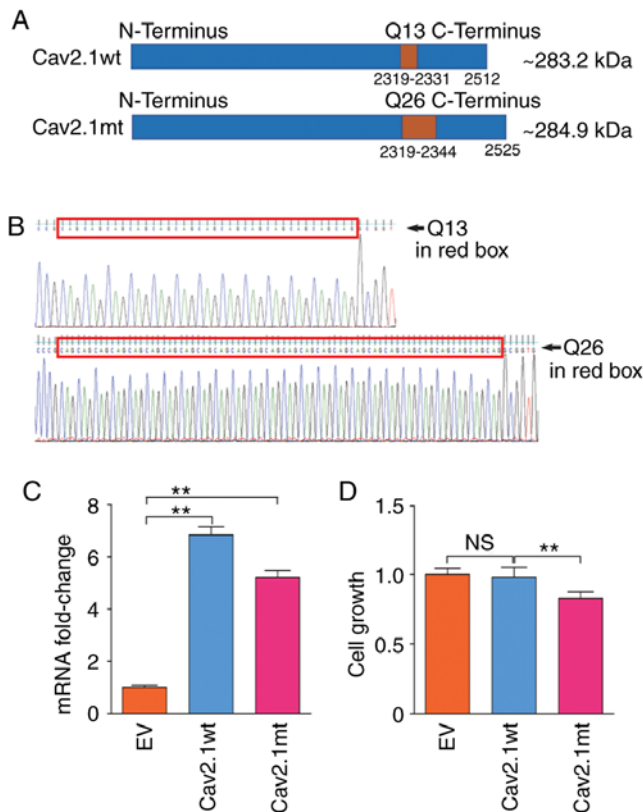 A
N-Terminus Q13 C-Terminus
Cav2.1wt ~283.2 kDa
2319-2331 2512
N-Terminus Q26 C-Terminus
Cav2.1mt ~284.9 kDa
2319-2344 2525
B
Q13
in red box
CCCGCAGCAGCAGCAGCAGCAGCAGCAGCAGCAGCAGCAGCAGCAGCAGCAGCAGCAGCAGCAGCAGCAGCAGCAGCAGCGGTG
Q26
in red box
C
mRNA fold-change
8
6
4
2
0
**
**
EV
Cav2.1wt
Cav2.1mt
D
Cell growth
1.5
1.0
0.5
0
NS
**
EV
Cav2.1wt
Cav2.1mt